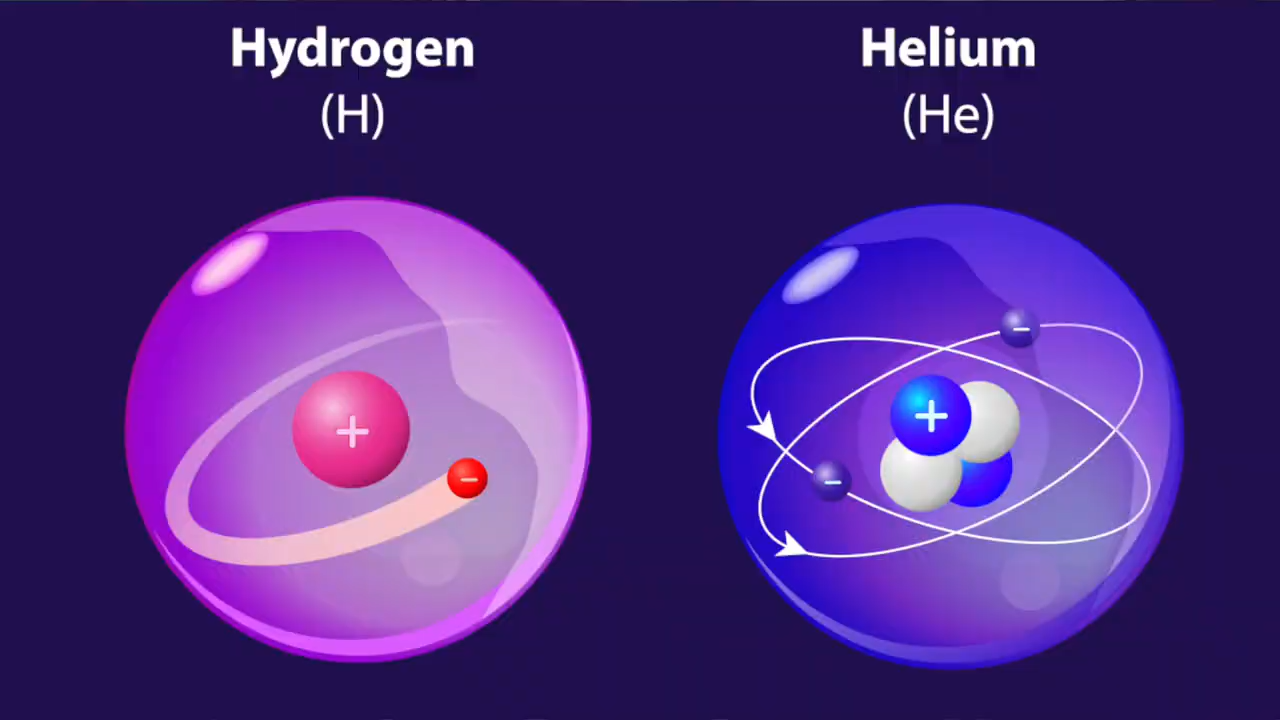 Hydrogen
(H)
Helium
(He)
+
−
−
+
−